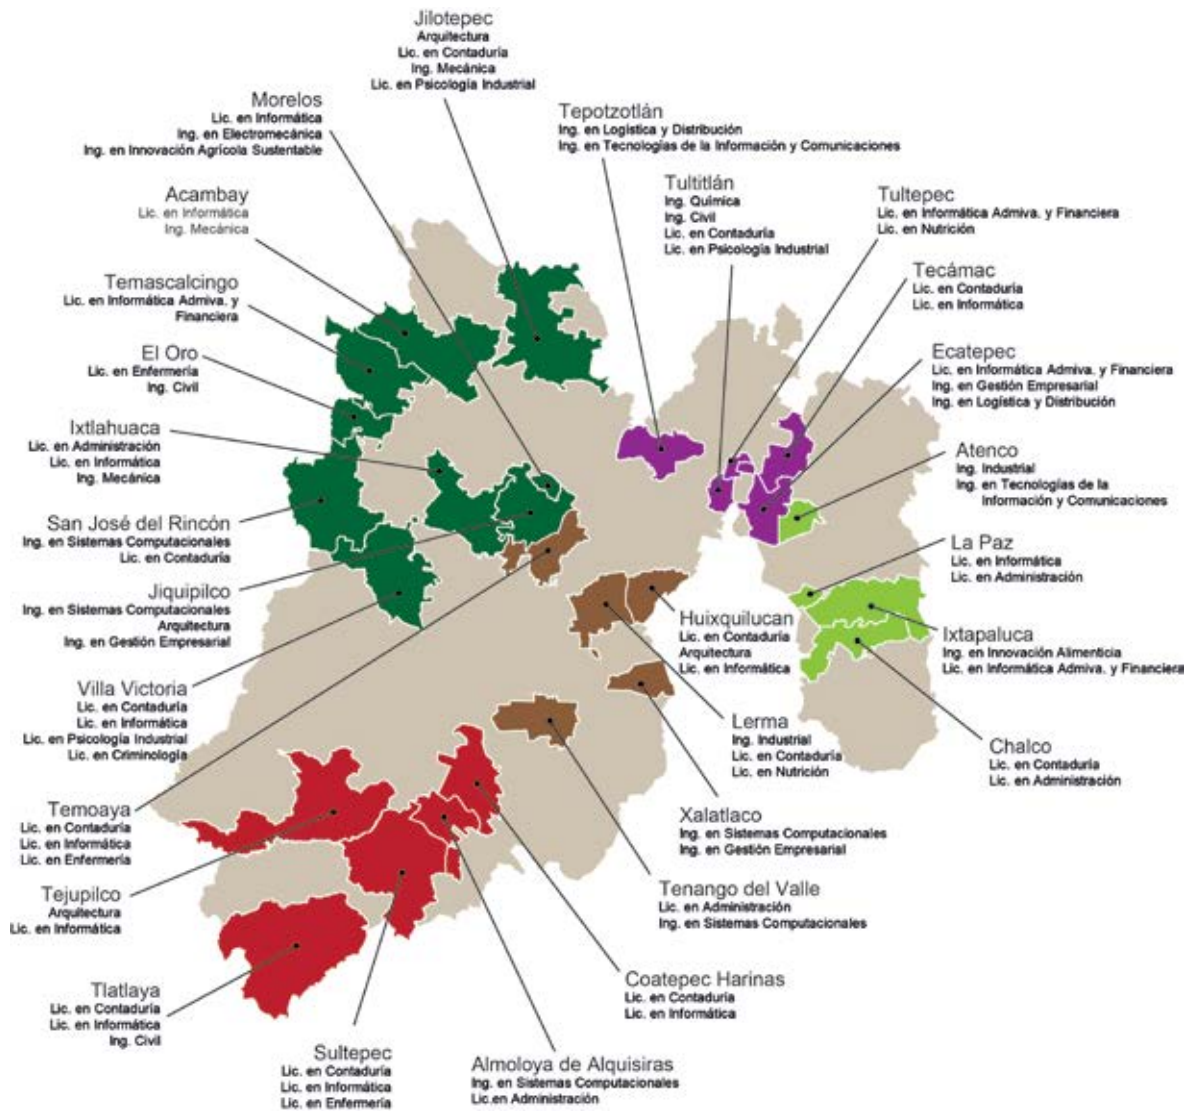 Jilotepec
Arquitectura
Lic. en Contaduría
Ing. Mecánica
Lic. en Psicología Industrial
Morelos
Lic. en Informática
Ing. en Electromecánica
Ing. en Innovación Agrícola Sustentable
Acambay
Lic. en Informática
Ing. Mecánica
Temascalcingo
Lic. en Informática Admiva. y
Financiera
El Oro
Lic. en Enfermería
Ing. Civil
Ixtlahuaca
Lic. en Administración
Lic. en Informática
Ing. Mecánica
San José del Rincón
Ing. en Sistemas Computacionales
Lic. en Contaduría
Jiquipilco
Ing. en Sistemas Computacionales
Arquitectura
Ing. en Gestión Empresarial
Villa Victoria
Lic. en Contaduría
Lic. en Informática
Lic. en Psicología Industrial
Lic. en Criminología
Temoaya
Lic. en Contaduría
Lic. en Informática
Lic. en Enfermería
Tejupilco
Arquitectura
Lic. en Informática
Tlatlaya
Lic. en Contaduría
Lic. en Informática
Ing. Civil
Sultepec
Lic. en Contaduría
Lic. en Informática
Lic. en Enfermería
Almoloya de Alquisiras
Ing. en Sistemas Computacionales
Lic.en Administración
Coatepec Harinas
Lic. en Contaduría
Lic. en Informática
Tenango del Valle
Lic. en Administración
Ing. en Sistemas Computacionales
Xalatlaco
Ing. en Sistemas Computacionales
Ing. en Gestión Empresarial
Lerma
Ing. Industrial
Lic. en Contaduría
Lic. en Nutrición
Huixquilucan
Lic. en Contaduría
Arquitectura
Lic. en Informática
Tepotzotlán
Ing. en Logística y Distribución
Ing. en Tecnologías de la Información y Comunicaciones
Tultitlán
Ing. Química
Ing. Civil
Lic. en Contaduría
Lic. en Psicología Industrial
Tultepec
Lic. en Informática Admiva. y Financiera
Lic. en Nutrición
Tecámac
Lic. en Contaduría
Lic. en Informática
Ecatepec
Lic. en Informática Admiva. y Financiera
Ing. en Gestión Empresarial
Ing. en Logística y Distribución
Atenco
Ing. Industrial
Ing. en Tecnologías de la
Información y Comunicaciones
La Paz
Lic. en Informática
Lic. en Administración
Ixtapaluca
Ing. en Innovación Alimenticia
Lic. en Informática Admiva. y Financiera
Chalco
Lic. en Contaduría
Lic. en Administración